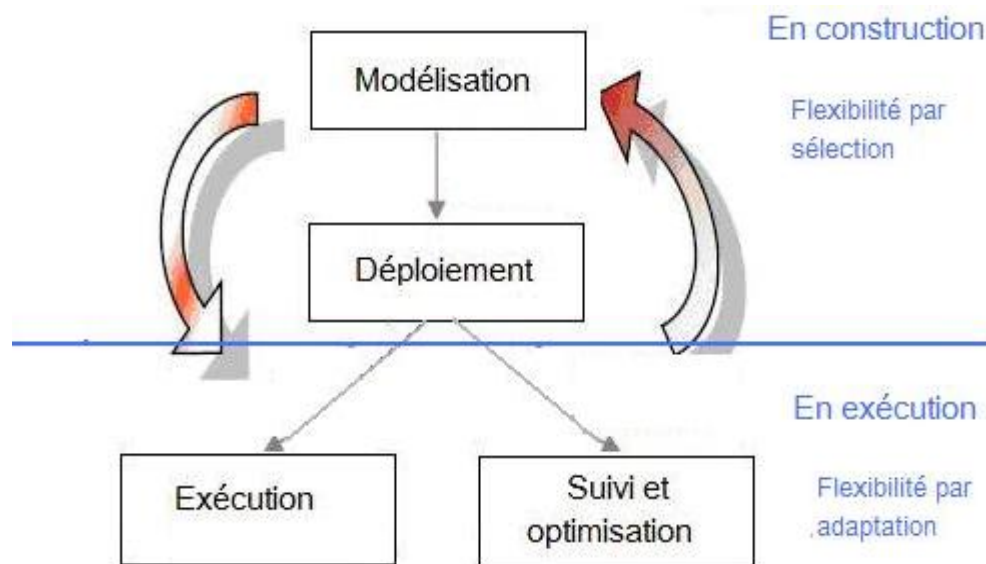 En construction
Modélisation
Flexibilité par
sélection
Déploiement
En exécution
Exécution
Suivi et
optimisation
Flexibilité par
.adaptation